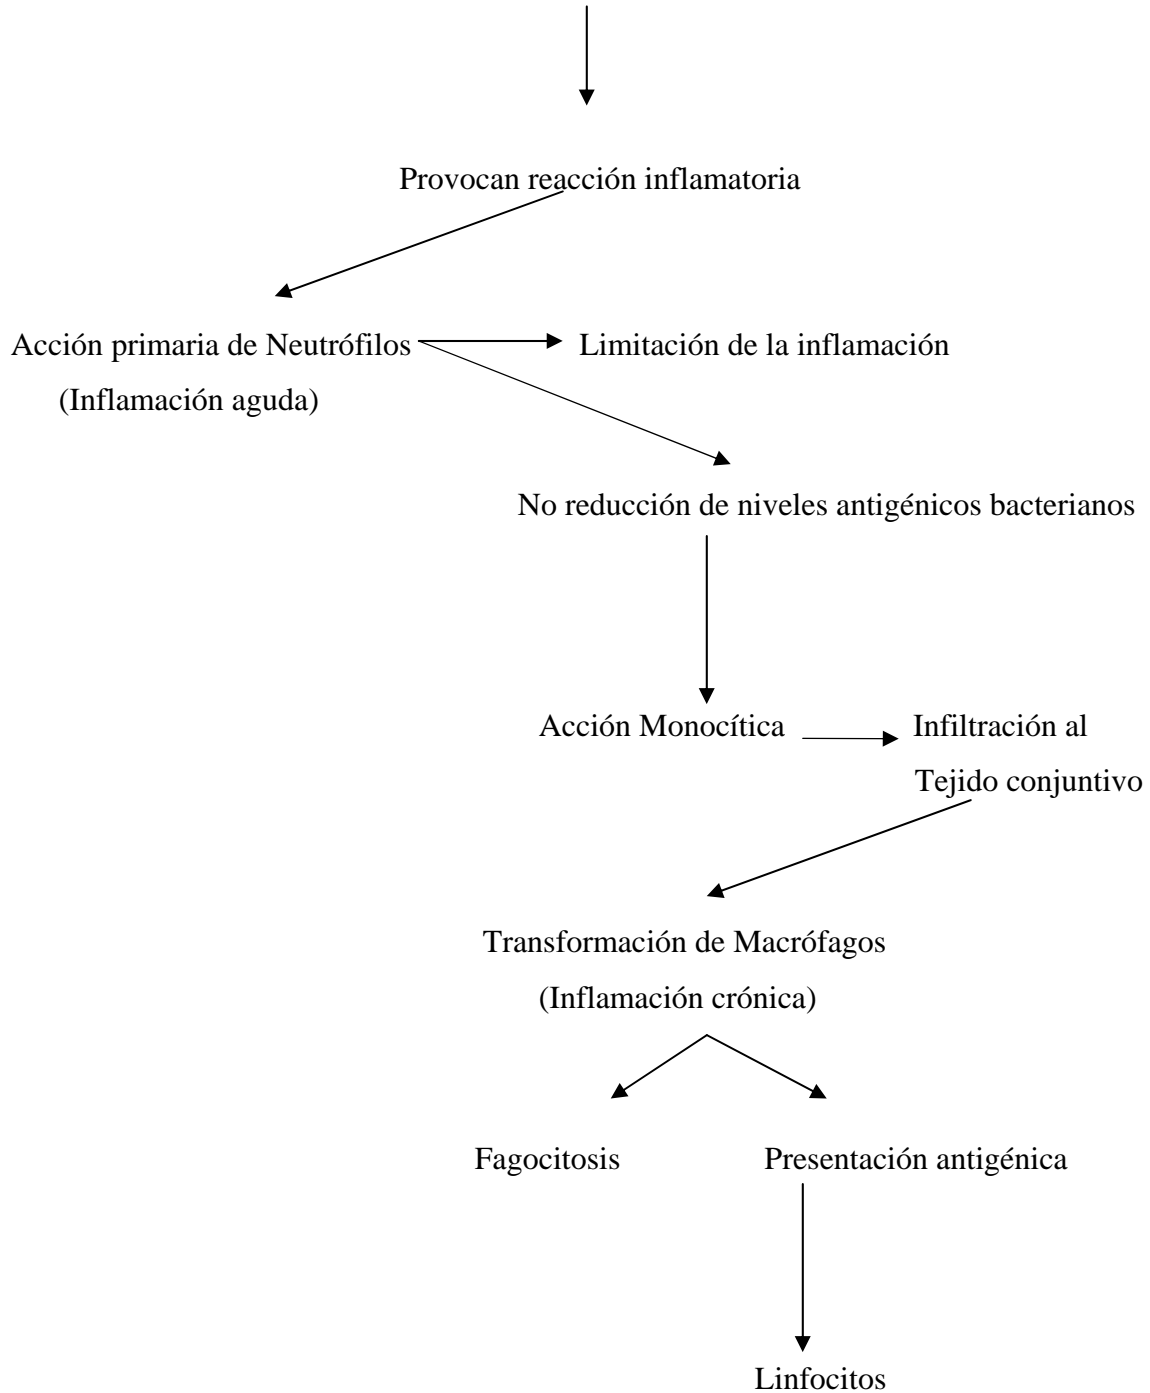 Provocan reacción inflamatoria
Acción primaria de Neutrófilos
Limitación de la inflamación
(Inflamación aguda)
No reducción de niveles antigénicos bacterianos
Acción Monocítica
Infiltración al
Tejido conjuntivo
Transformación de Macrófagos
(Inflamación crónica)
Fagocitosis
Presentación antigénica
Linfocitos